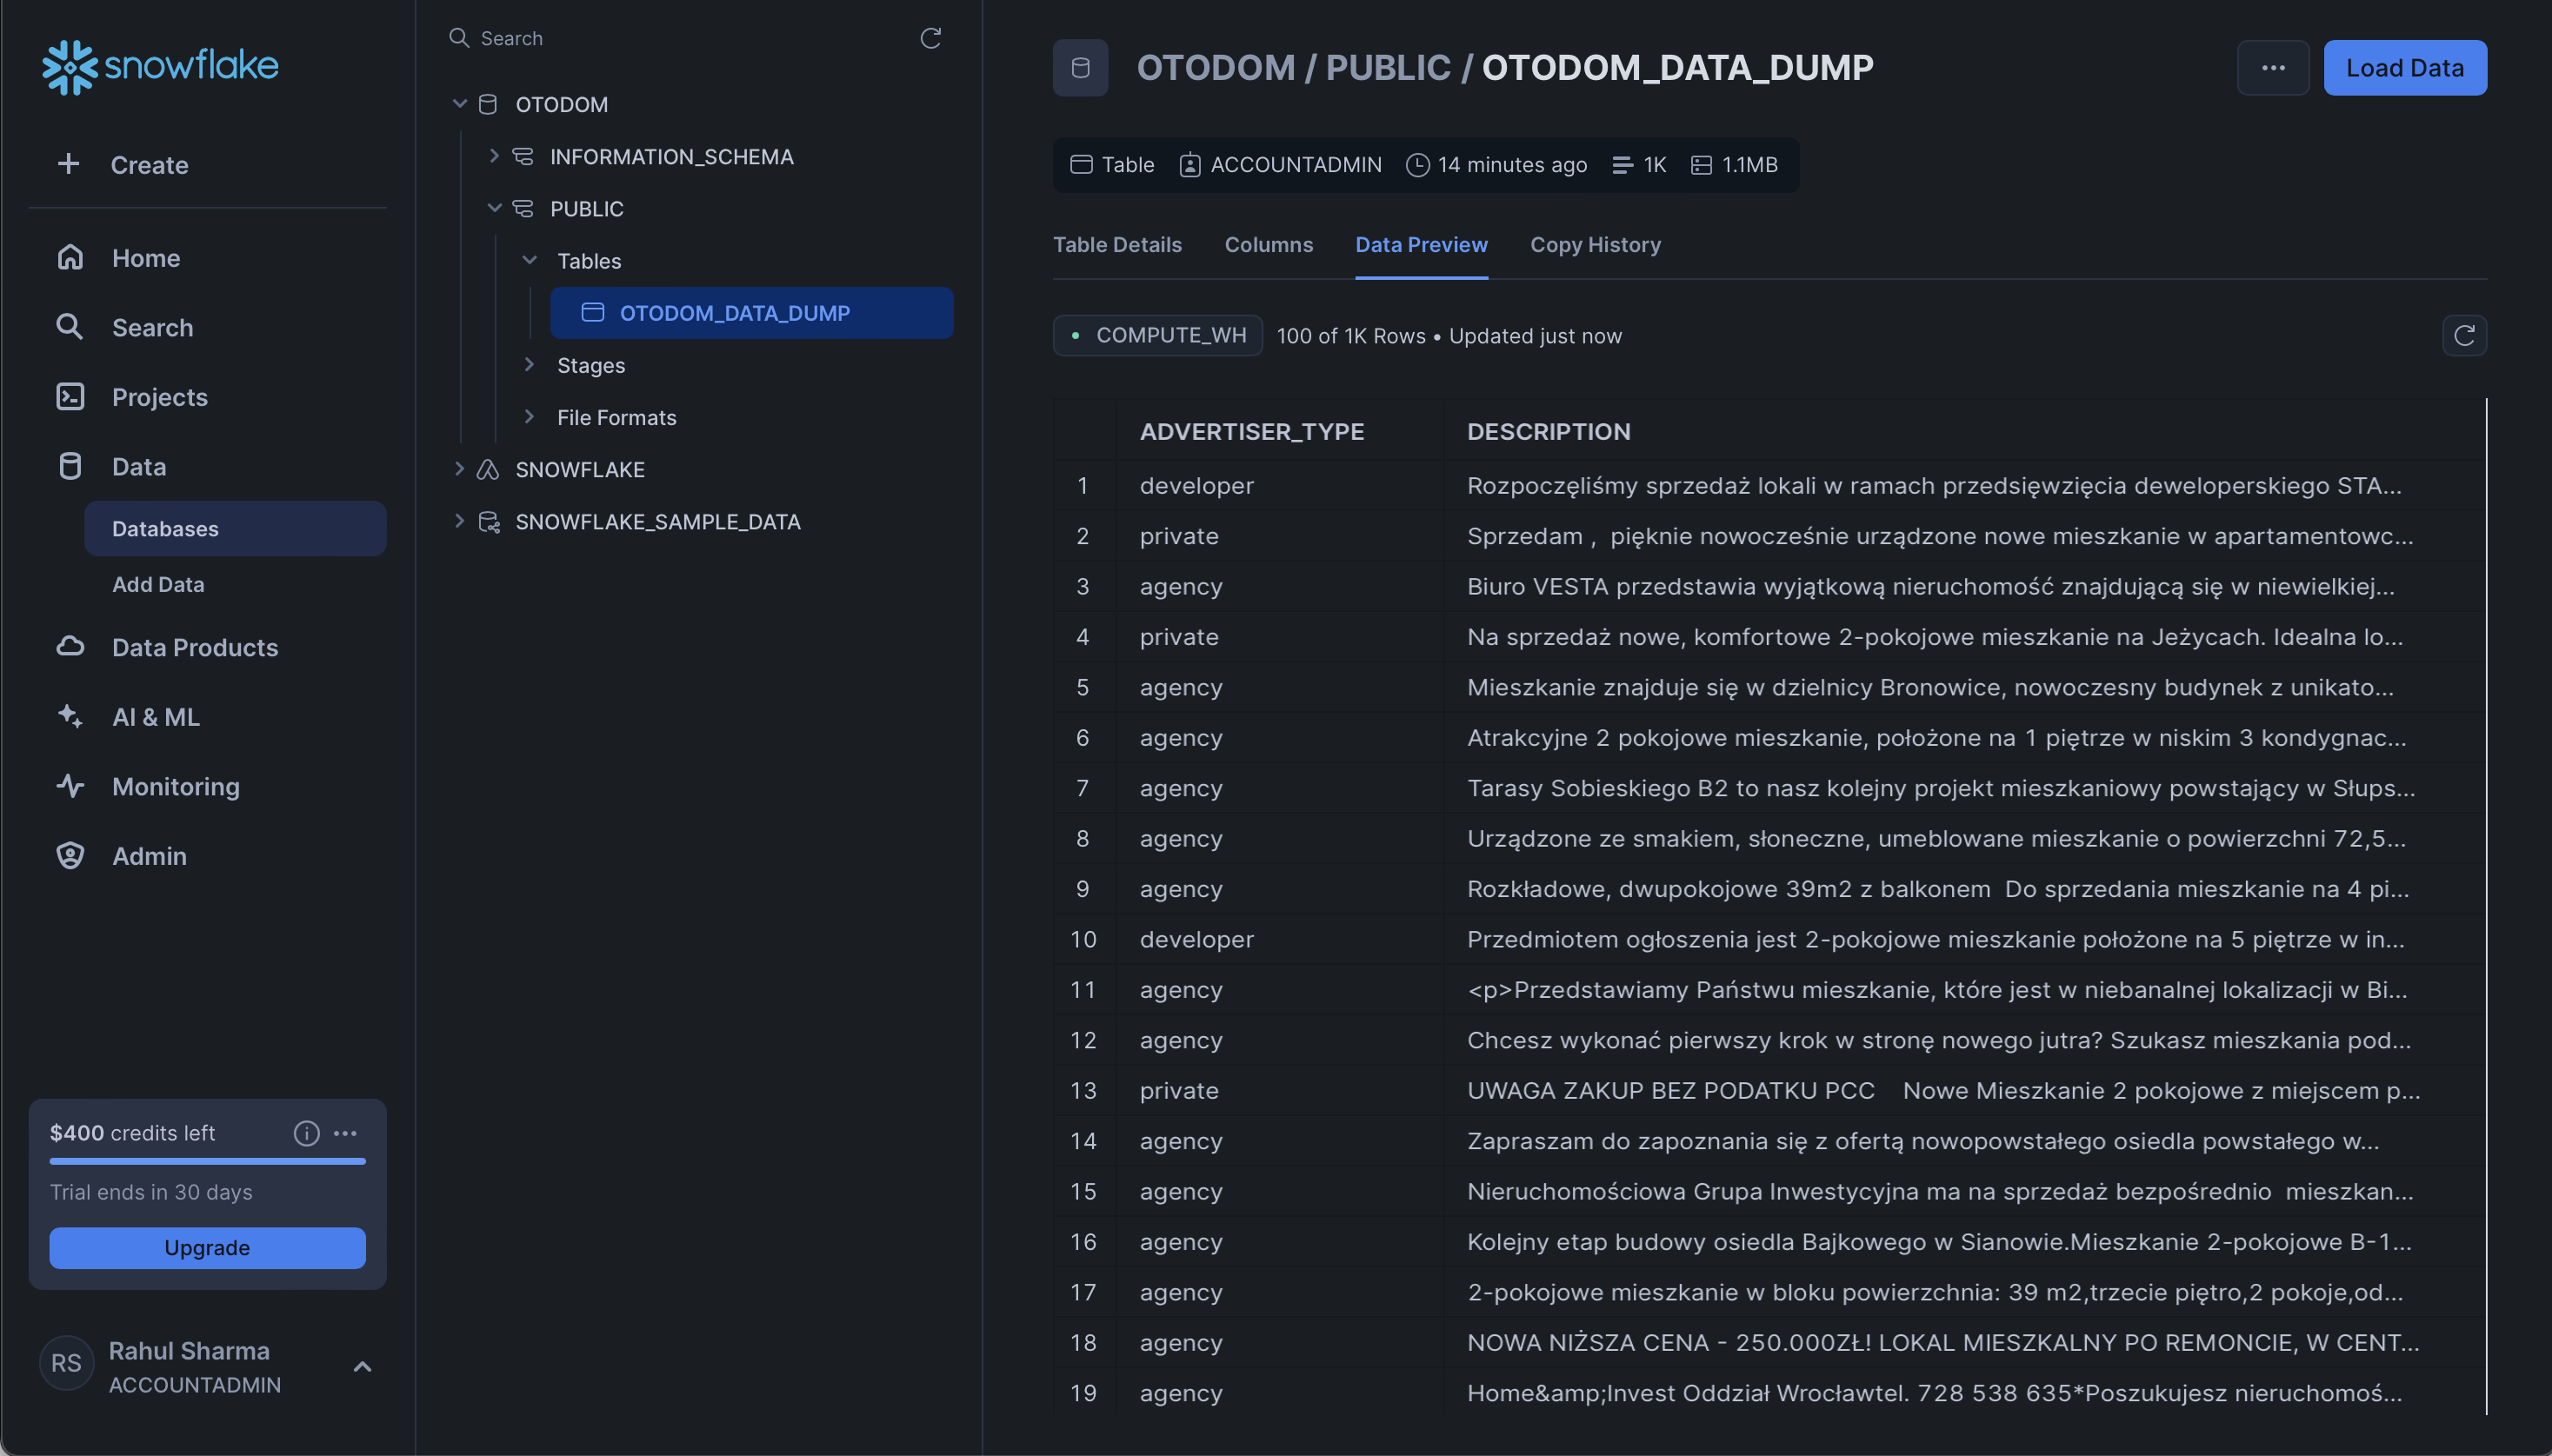 snowflake
Create
Home
Search
Projects
Data
Databases
Add Data
Data Products
AI & ML
Monitoring
Admin
$400 credits left
Trial ends in 30 days
Upgrade
RS
Rahul Sharma
ACCOUNTADMIN
Search
OTODOM
INFORMATION_SCHEMA
PUBLIC
Tables
OTODOM_DATA_DUMP
Stages
File Formats
SNOWFLAKE
SNOWFLAKE_SAMPLE_DATA
OTODOM / PUBLIC / OTODOM_DATA_DUMP
... Load Data
Table ACCOUNTADMIN 14 minutes ago 1K 1.1MB
Table Details Columns Data Preview Copy History
COMPUTE_WH 100 of 1K Rows • Updated just now
ADVERTISER_TYPE DESCRIPTION
1 developer Rozpoczęliśmy sprzedaż lokali w ramach przedsięwzięcia deweloperskiego STA...
2 private Sprzedam ,  pięknie nowocześnie urządzone nowe mieszkanie w apartamentowc...
3 agency Biuro VESTA przedstawia wyjątkową nieruchomość znajdującą się w niewielkiej...
4 private Na sprzedaż nowe, komfortowe 2-pokojowe mieszkanie na Jeżycach. Idealna lo...
5 agency Mieszkanie znajduje się w dzielnicy Bronowice, nowoczesny budynek z unikato...
6 agency Atrakcyjne 2 pokojowe mieszkanie, położone na 1 piętrze w niskim 3 kondygnac...
7 agency Tarasy Sobieskiego B2 to nasz kolejny projekt mieszkaniowy powstający w Słups...
8 agency Urządzone ze smakiem, słoneczne, umeblowane mieszkanie o powierzchni 72,5...
9 agency Rozkładowe, dwupokojowe 39m2 z balkonem  Do sprzedania mieszkanie na 4 pi...
10 developer Przedmiotem ogłoszenia jest 2-pokojowe mieszkanie położone na 5 piętrze w in...
11 agency <p>Przedstawiamy Państwu mieszkanie, które jest w niebanalnej lokalizacji w Bi...
12 agency Chcesz wykonać pierwszy krok w stronę nowego jutra? Szukasz mieszkania pod...
13 private UWAGA ZAKUP BEZ PODATKU PCC    Nowe Mieszkanie 2 pokojowe z miejscem p...
14 agency Zapraszam do zapoznania się z ofertą nowopowstałego osiedla powstałego w...
15 agency Nieruchomościowa Grupa Inwestycyjna ma na sprzedaż bezpośrednio  mieszkan...
16 agency Kolejny etap budowy osiedla Bajkowego w Sianowie.Mieszkanie 2-pokojowe B-1...
17 agency 2-pokojowe mieszkanie w bloku powierzchnia: 39 m2,trzecie piętro,2 pokoje,od...
18 agency NOWA NIŻSZA CENA - 250.000ZŁ! LOKAL MIESZKALNY PO REMONCIE, W CENT...
19 agency Home&amp;Invest Oddział Wrocławtel. 728 538 635*Poszukujesz nieruchomoś...